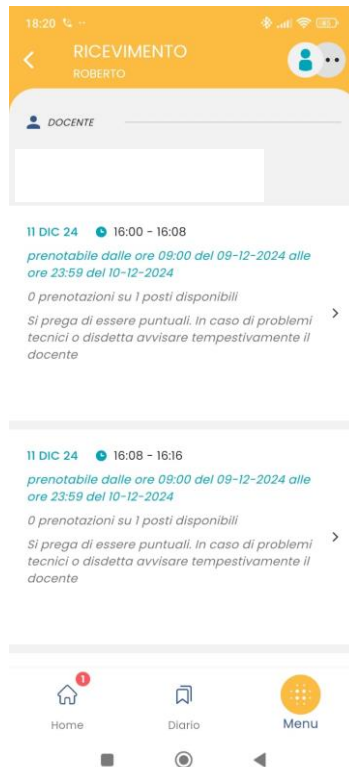 18:20
RICEVIMENTO
ROBERTO
DOCENTE
11 DIC 24 16:00 - 16:08
prenotabile dalle ore 09:00 del 09-12-2024 alle
ore 23:59 del 10-12-2024
0 prenotazioni su 1 posti disponibili
Si prega di essere puntuali. In caso di problemi
tecnici o disdetta avvisare tempestivamente il
docente
11 DIC 24 16:08 - 16:16
prenotabile dalle ore 09:00 del 09-12-2024 alle
ore 23:59 del 10-12-2024
0 prenotazioni su 1 posti disponibili
Si prega di essere puntuali. In caso di problemi
tecnici o disdetta avvisare tempestivamente il
docente
1
Home Diario Menu